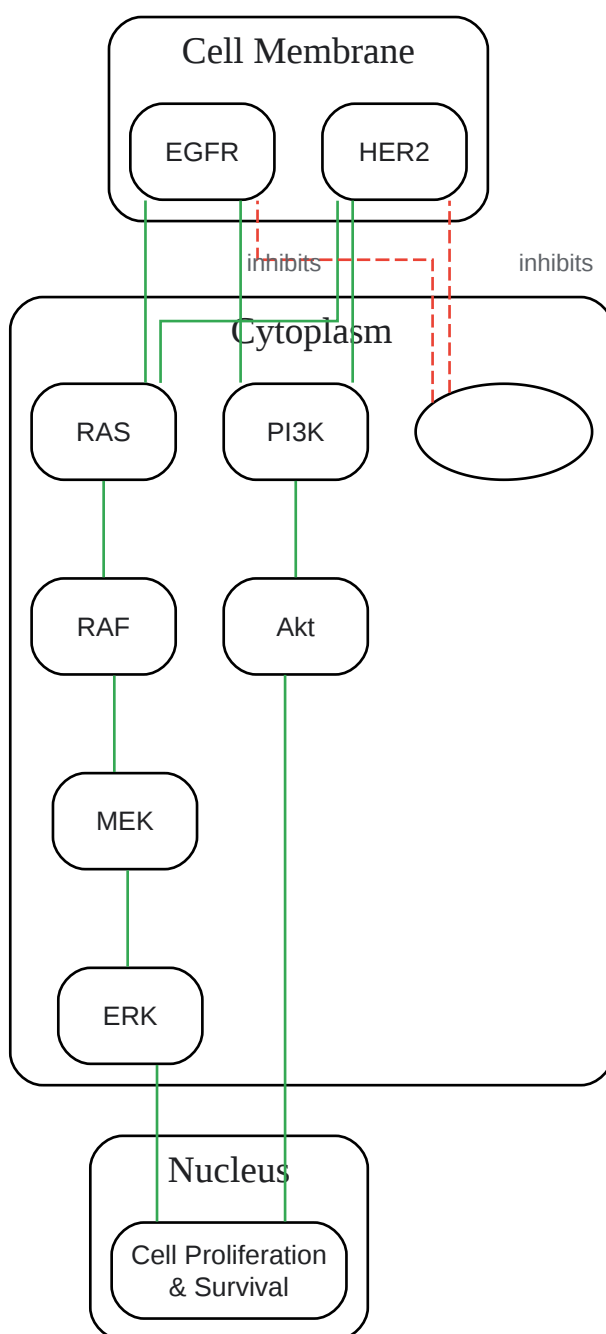 Cell Membrane
EGFR
HER2
inhibits
inhibits
Cytoplasm
RAS
PI3K
RAF
Akt
MEK
ERK
Nucleus
Cell Proliferation
& Survival